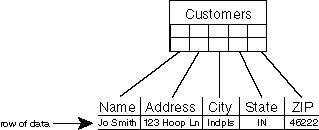 Customers
Name Address City State ZIP
row of data Jo Smith 123 Hoop Ln Indpls IN 46222